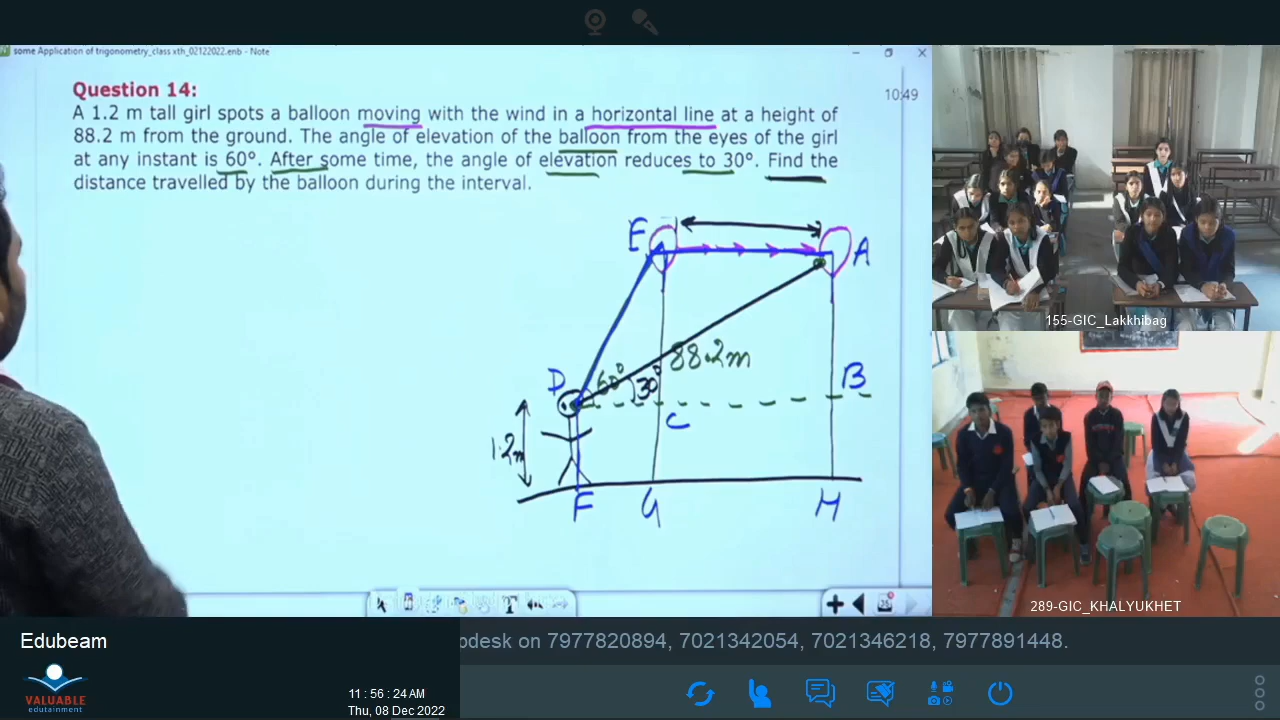 some Application of trigonometry_class xth_02122022.enb - Note
Question 14:
10:49
A 1.2 m tall girl spots a balloon moving with the wind in a horizontal line at a height of
88.2 m from the ground. The angle of elevation of the balloon from the eyes of the girl
at any instant is 60°. After some time, the angle of elevation reduces to 30°. Find the
distance travelled by the balloon during the interval.
E
A
88.2m
D
60°
30°
B
C
1.2m
F
G
H
155-GIC_Lakkhibag
289-GIC_KHALYUKHET
Edubeam
pdesk on 7977820894, 7021342054, 7021346218, 7977891448.
VALUABLE
edutainment
11 : 56 : 24 AM
Thu, 08 Dec 2022